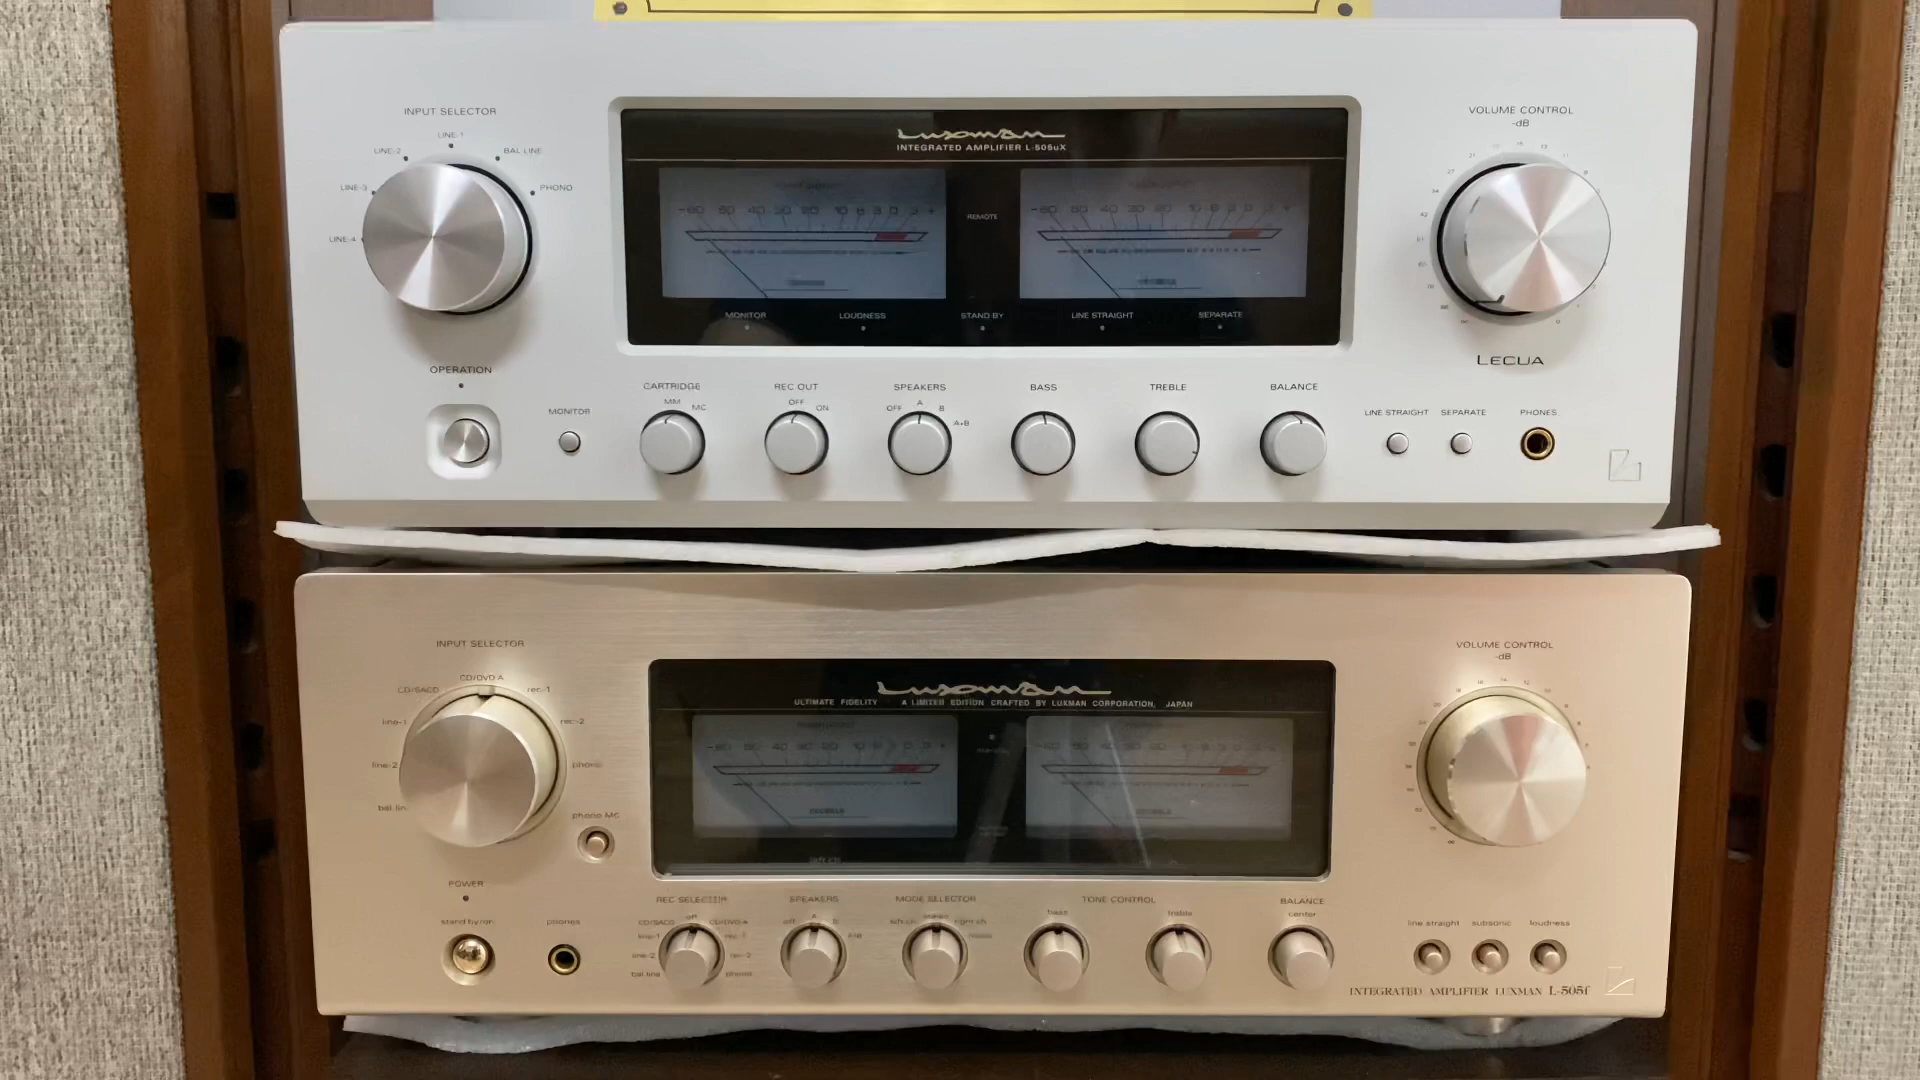 INPUT SELECTOR
LINE-1
LINE-2
BAL LINE
LINE-3
PHONO
LINE-4
LUXMAN
INTEGRATED AMPLIFIER L-505uX
REMOTE
MONITOR
LOUDNESS
STAND BY
LINE STRAIGHT
SEPARATE
VOLUME CONTROL
-dB
LECUA
OPERATION
MONITOR
CARTRIDGE
MM
MC
REC OUT
OFF
ON
SPEAKERS
OFF
A
B
A+B
BASS
TREBLE
BALANCE
LINE STRAIGHT
SEPARATE
PHONES
INPUT SELECTOR
CD/DVD A
CD/SACD
rec-1
line-1
rec-2
line-2
phono
phono MC
LUXMAN
ULTIMATE FIDELITY A LIMITED EDITION CRAFTED BY LUXMAN CORPORATION, JAPAN
VOLUME CONTROL
-dB
POWER
phones
SPEAKERS
off
A
B
A+B
MODE SELECTOR
stereo
mono
TONE CONTROL
bass
treble
BALANCE
center
CD/SACD
off
CD/DVD-A
line-1
rec-1
line-2
rec-2
bal line
phono
line straight
subsonic
loudness
INTEGRATED AMPLIFIER LUXMAN L-505f